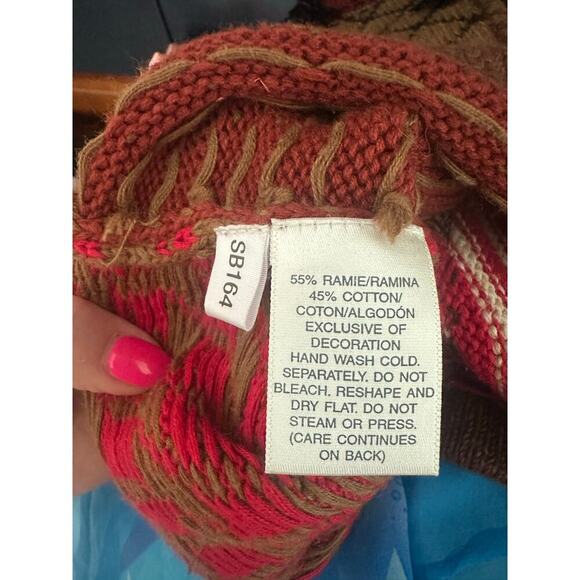 SB164
55% RAMIE/RAMINA
45% COTTON/
COTON/ALGODÓN
EXCLUSIVE OF
DECORATION
HAND WASH COLD.
SEPARATELY. DO NOT
BLEACH. RESHAPE AND
DRY FLAT. DO NOT
STEAM OR PRESS.
(CARE CONTINUES
ON BACK)